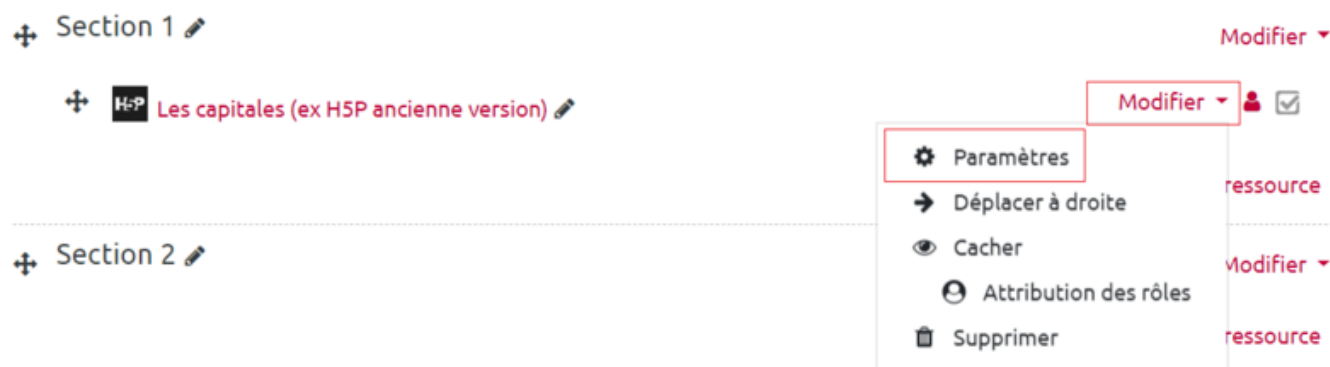 Section 1
Modifier
H5P Les capitales (ex H5P ancienne version)
Modifier
Paramètres
ressource
Déplacer à droite
Cacher
Section 2
Modifier
Attribution des rôles
Supprimer
ressource